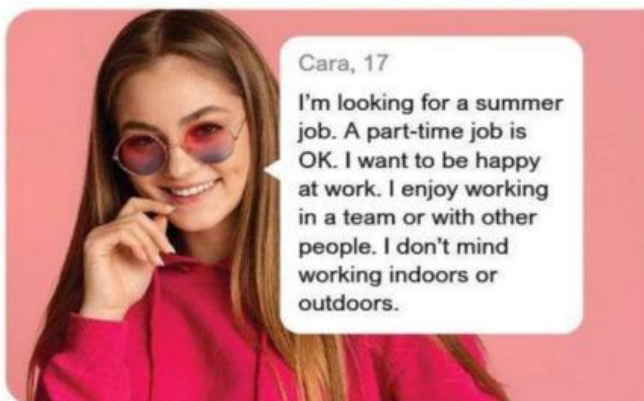 Cara, 17
I'm looking for a summer
job. A part-time job is
OK. I want to be happy
at work. I enjoy working
in a team or with other
people. I don't mind
working indoors or
outdoors.